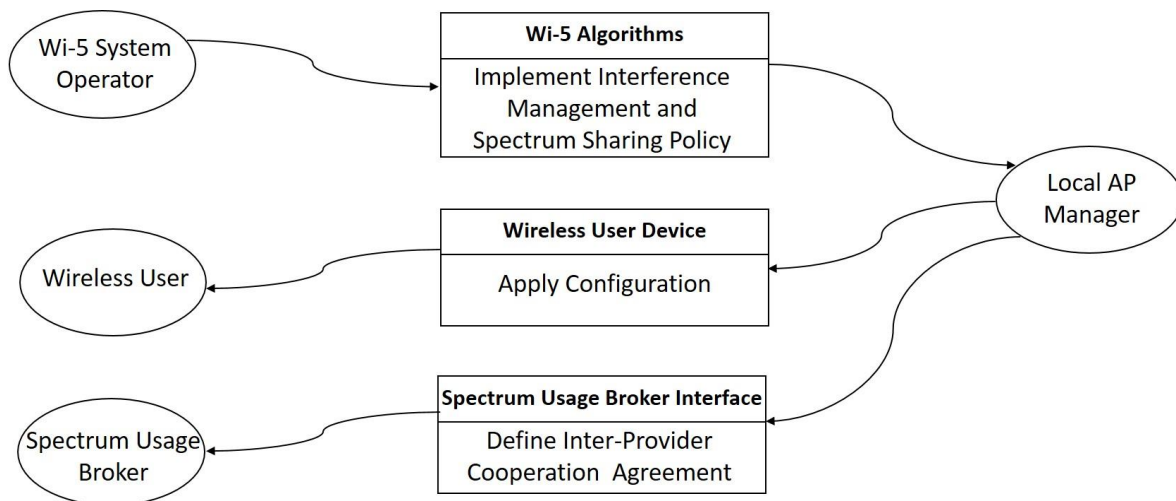 Wi-5 System
Operator
Wi-5 Algorithms
Implement Interference
Management and
Spectrum Sharing Policy
Local AP
Manager
Wireless User
Wireless User Device
Apply Configuration
Spectrum Usage
Broker
Spectrum Usage Broker Interface
Define Inter-Provider
Cooperation Agreement